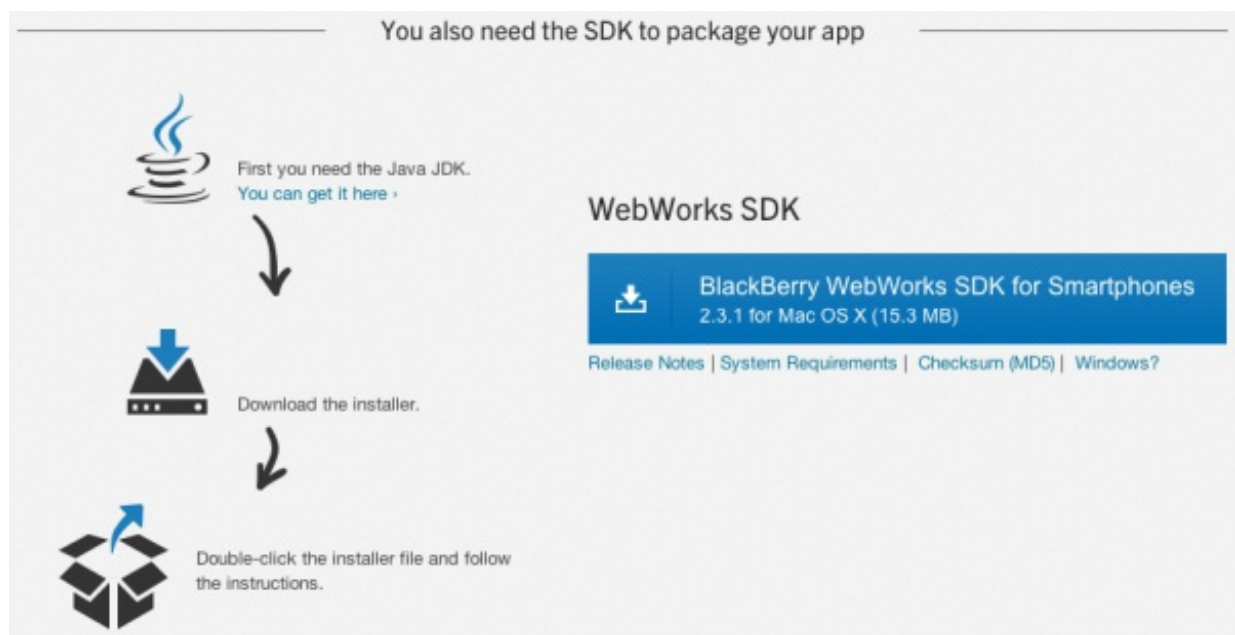 You also need the SDK to package your app
First you need the Java JDK.
You can get it here ›
Download the installer.
Double-click the installer file and follow
the instructions.
WebWorks SDK
BlackBerry WebWorks SDK for Smartphones
2.3.1 for Mac OS X (15.3 MB)
Release Notes | System Requirements | Checksum (MD5) | Windows?